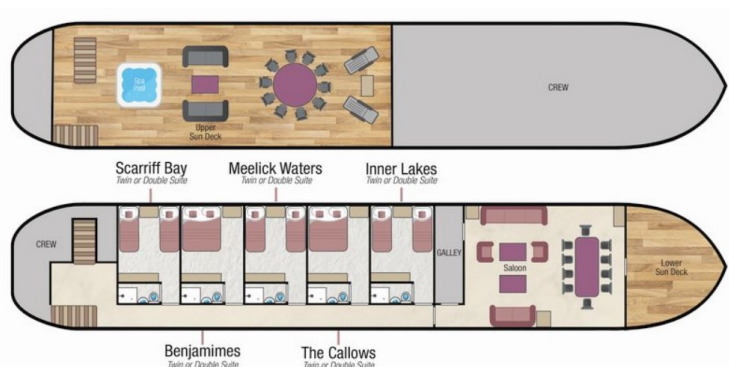 Spa
Pool
Upper
Sun Deck
CREW
Scarriff Bay
Twin or Double Suite
Meelick Waters
Twin or Double Suite
Inner Lakes
Twin or Double Suite
CREW
GALLEY
Saloon
Lower
Sun Deck
Benjamimes
Twin or Double Suite
The Callows
Twin or Double Suite